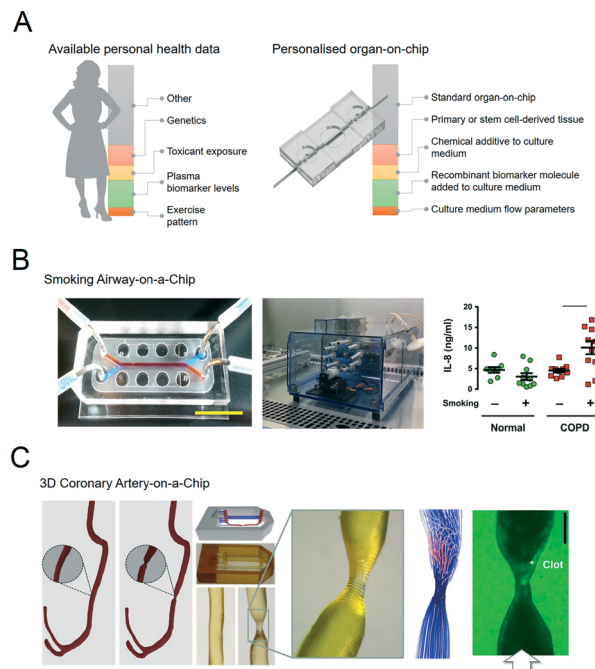 A
Available personal health data
Other
Genetics
Toxicant exposure
Plasma
biomarker levels
Exercise
pattern
Personalised organ-on-chip
Standard organ-on-chip
Primary or stem cell-derived tissue
Chemical additive to culture
medium
Recombinant biomarker molecule
added to culture medium
Culture medium flow parameters
B
Smoking Airway-on-a-Chip
IL-8 (ng/ml)
20
15
10
5
0
Smoking
– + – +
Normal COPD
C
3D Coronary Artery-on-a-Chip
* Clot